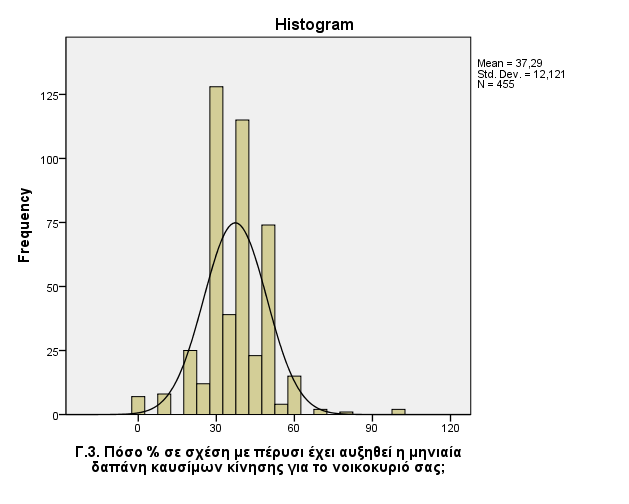 Histogram
Mean = 37,29
Std. Dev. = 12,121
N = 455
Frequency
125
100
75
50
25
0
0 30 60 90 120
Γ.3. Πόσο % σε σχέση με πέρυσι έχει αυξηθεί η μηνιαία
δαπάνη καυσίμων κίνησης για το νοικοκυριό σας;